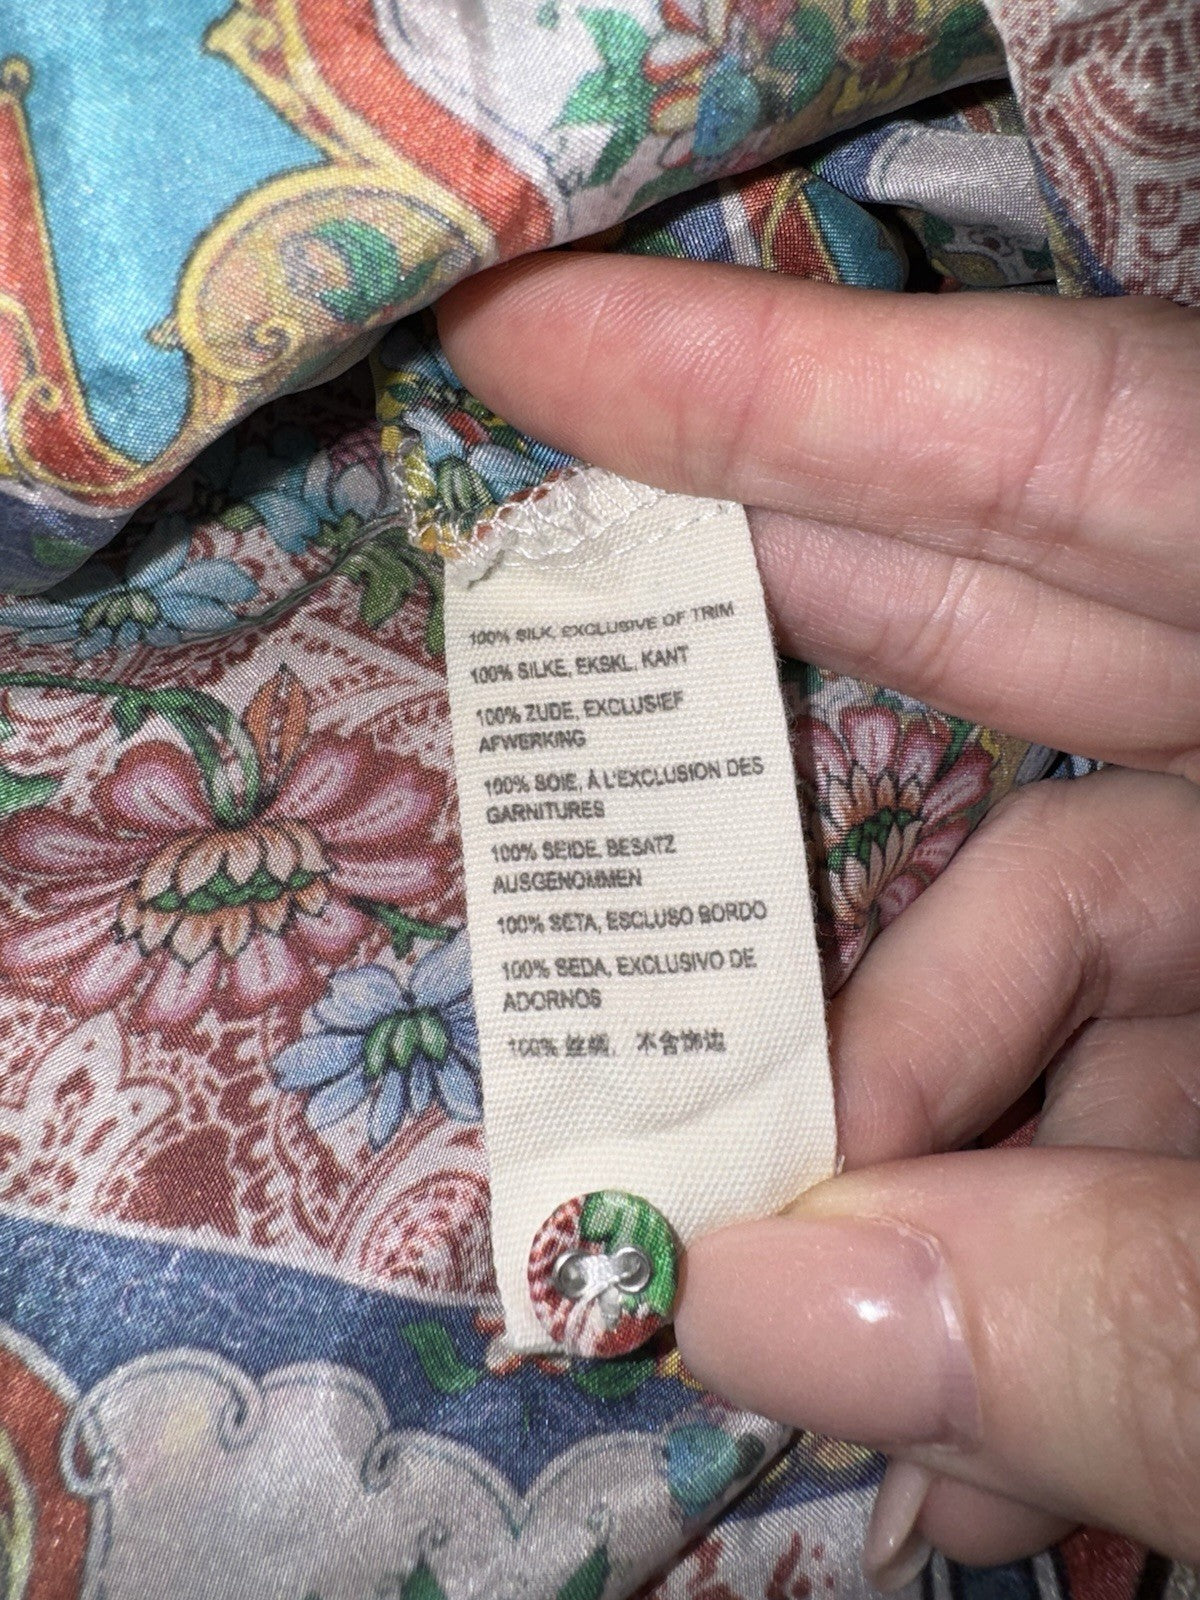 100% SILK, EXCLUSIVE OF TRIM
100% SILKE, EKSKL. KANT
100% ZIJDE, EXCLUSIEF
AFWERKING
100% SOIE, À L'EXCLUSION DES
GARNITURES
100% SEIDE, BESATZ
AUSGENOMMEN
100% SETA, ESCLUSO BORDO
100% SEDA, EXCLUSIVO DE
ADORNOS
100% 丝绸, 不含饰边